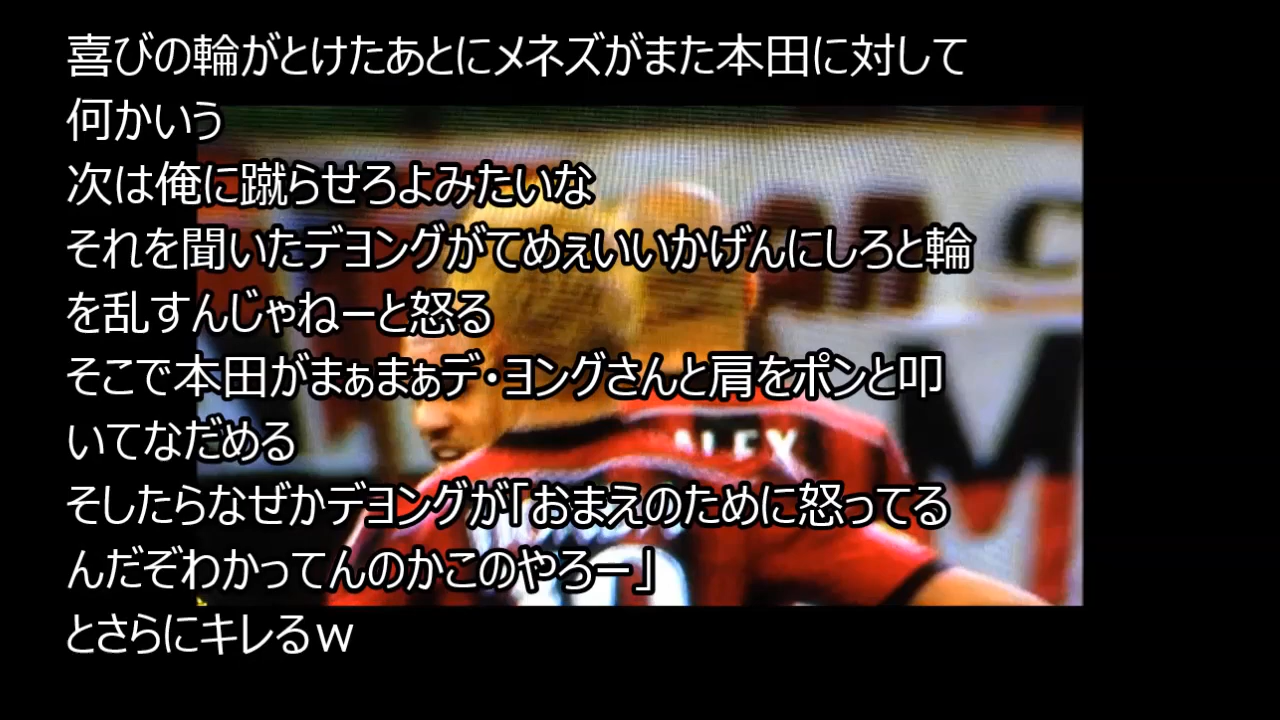 喜びの輪がとけたあとにメネズがまた本田に対して
何かいう
次は俺に蹴らせろよみたいな
それを聞いたデヨングがてめぇいいかげんにしろと輪
を乱すんじゃねーと怒る
そこで本田がまぁまぁデ・ヨングさんと肩をポンと叩
いてなだめる
そしたらなぜかデヨングが「おまえのために怒ってる
んだぞわかってんのかこのやろー」
とさらにキレるｗ
ALEX